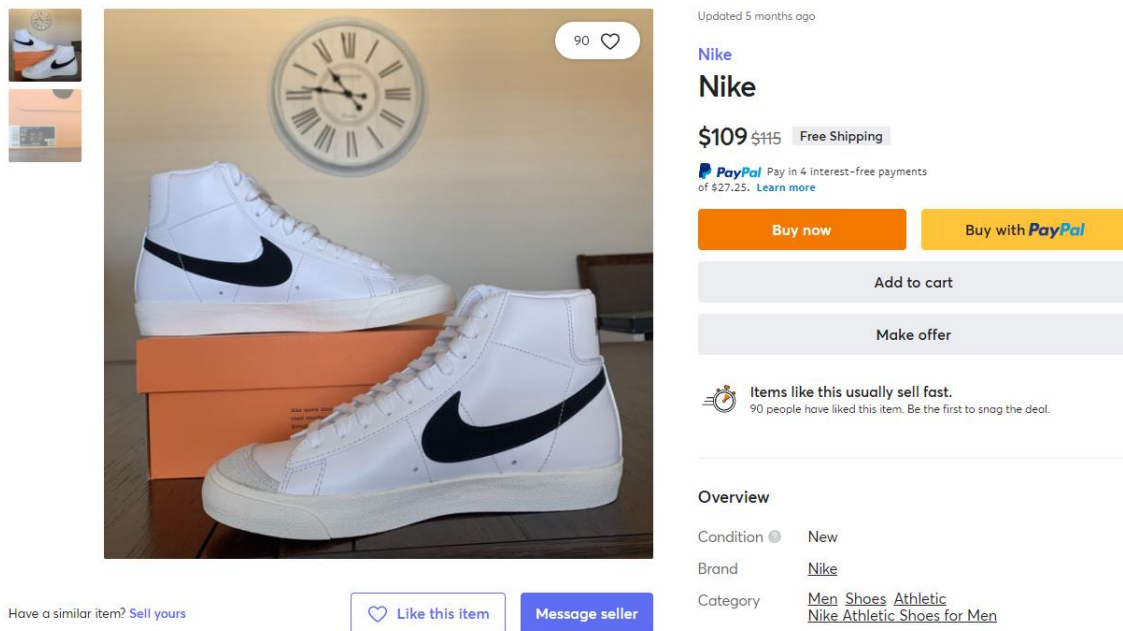 90
Updated 5 months ago
Nike
Nike
$109 $115 Free Shipping
PayPal Pay in 4 interest-free payments
of $27.25. Learn more
Buy now
Buy with PayPal
Add to cart
Make offer
Items like this usually sell fast.
90 people have liked this item. Be the first to snag the deal.
Overview
Condition ? New
Brand Nike
Category Men Shoes Athletic
Nike Athletic Shoes for Men
Have a similar item? Sell yours
Like this item
Message seller